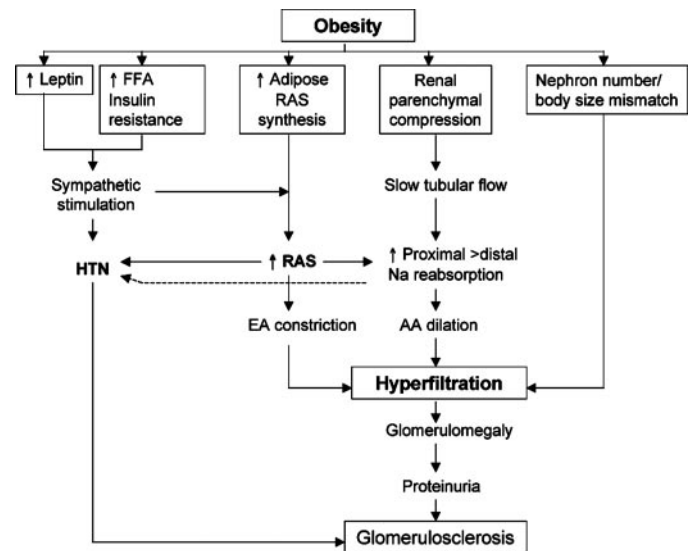 Obesity
↑ Leptin
↑ FFA
Insulin
resistance
↑ Adipose
RAS
synthesis
Renal
parenchymal
compression
Nephron number/
body size mismatch
Sympathetic
stimulation
Slow tubular flow
HTN
↑ RAS
↑ Proximal >distal
Na reabsorption
EA constriction
AA dilation
Hyperfiltration
Glomerulomegaly
Proteinuria
Glomerulosclerosis